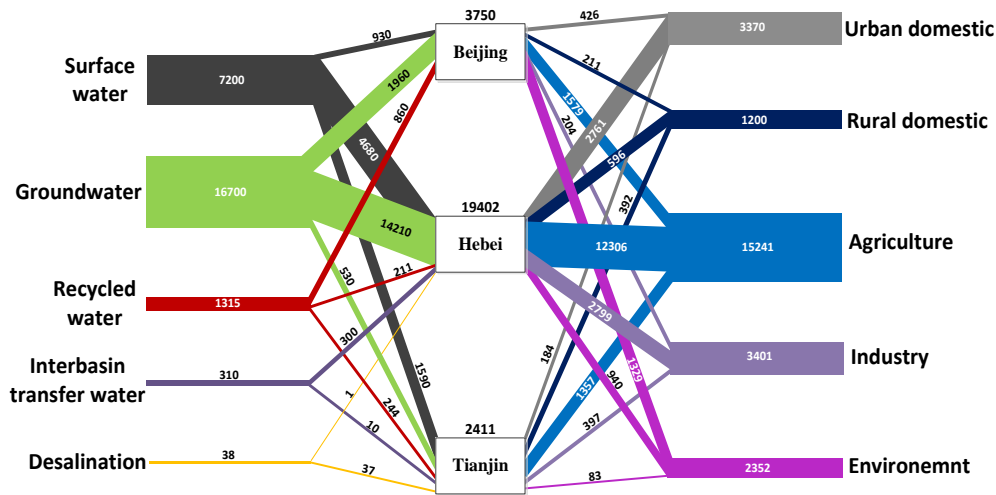 3750
426
930
Urban domestic
3370
Beijing
Surface
water
7200
1960
211
860
1579
204
2761
1200
Rural domestic
4680
596
Groundwater
16700
19402
392
14210
Hebei
12306
15241
Agriculture
530
211
Recycled
water
1315
2799
300
184
940
1329
3401
Industry
Interbasin
transfer water
310
1590
1
1357
244
10
397
2411
Desalination
38
37
Tianjin
83
2352
Environemnt